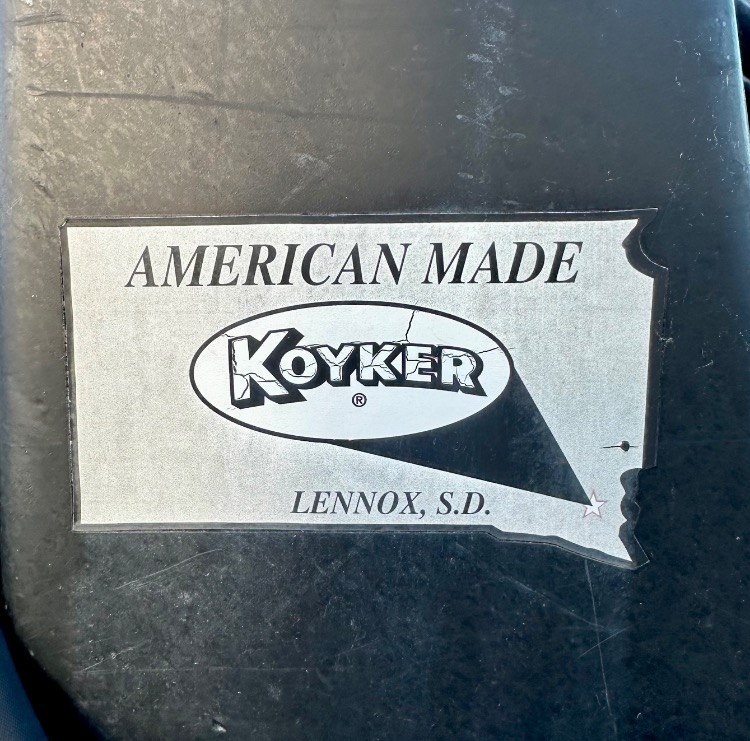 AMERICAN MADE
KOYKER
®
LENNOX, S.D.